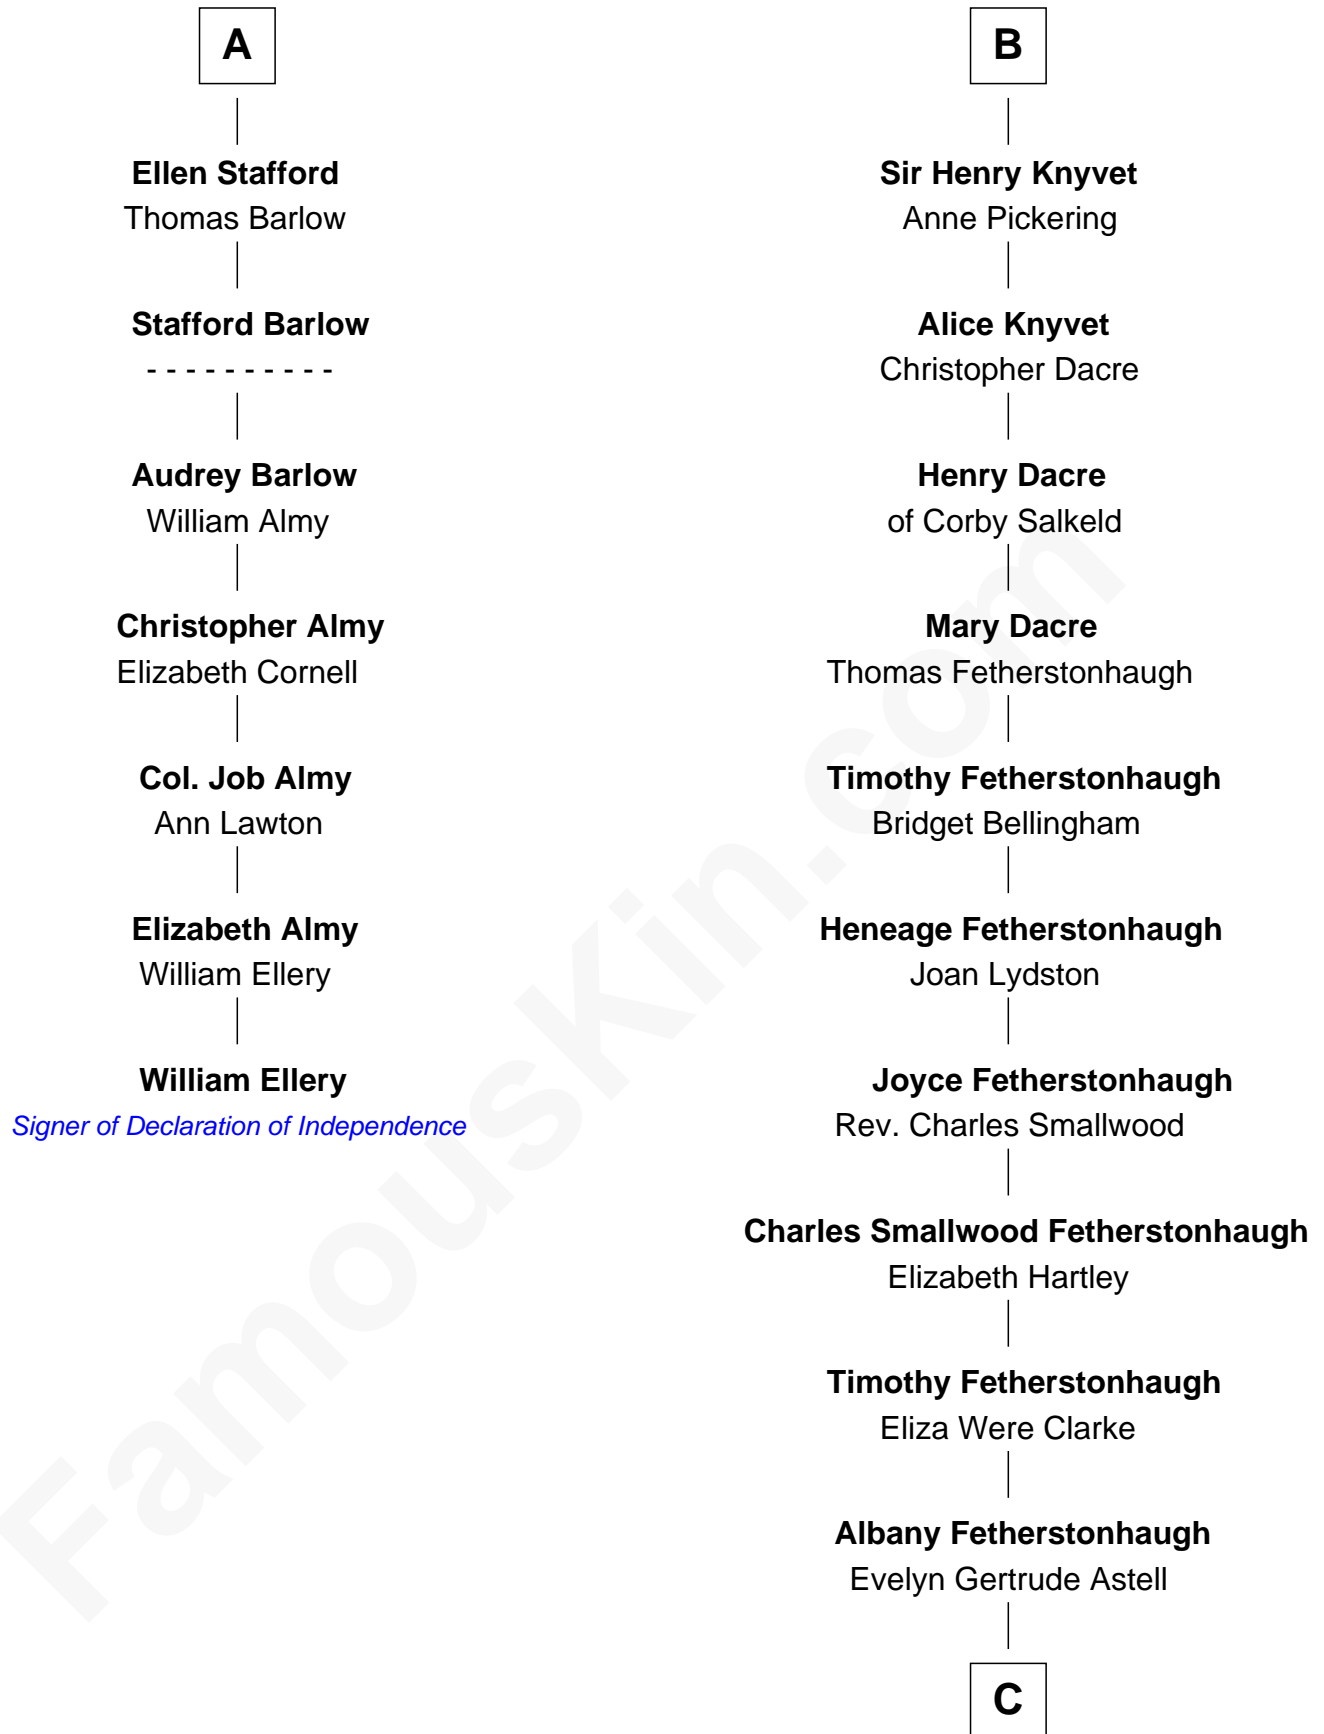 A
Ellen Stafford
Thomas Barlow
Stafford Barlow
- - - - - - - - - -
Audrey Barlow
William Almy
Christopher Almy
Elizabeth Cornell
Col. Job Almy
Ann Lawton
Elizabeth Almy
William Ellery
William Ellery
Signer of Declaration of Independence
B
Sir Henry Knyvet
Anne Pickering
Alice Knyvet
Christopher Dacre
Henry Dacre
of Corby Salkeld
Mary Dacre
Thomas Fetherstonhaugh
Timothy Fetherstonhaugh
Bridget Bellingham
Heneage Fetherstonhaugh
Joan Lydston
Joyce Fetherstonhaugh
Rev. Charles Smallwood
Charles Smallwood Fetherstonhaugh
Elizabeth Hartley
Timothy Fetherstonhaugh
Eliza Were Clarke
Albany Fetherstonhaugh
Evelyn Gertrude Astell
C
FamousKin.com